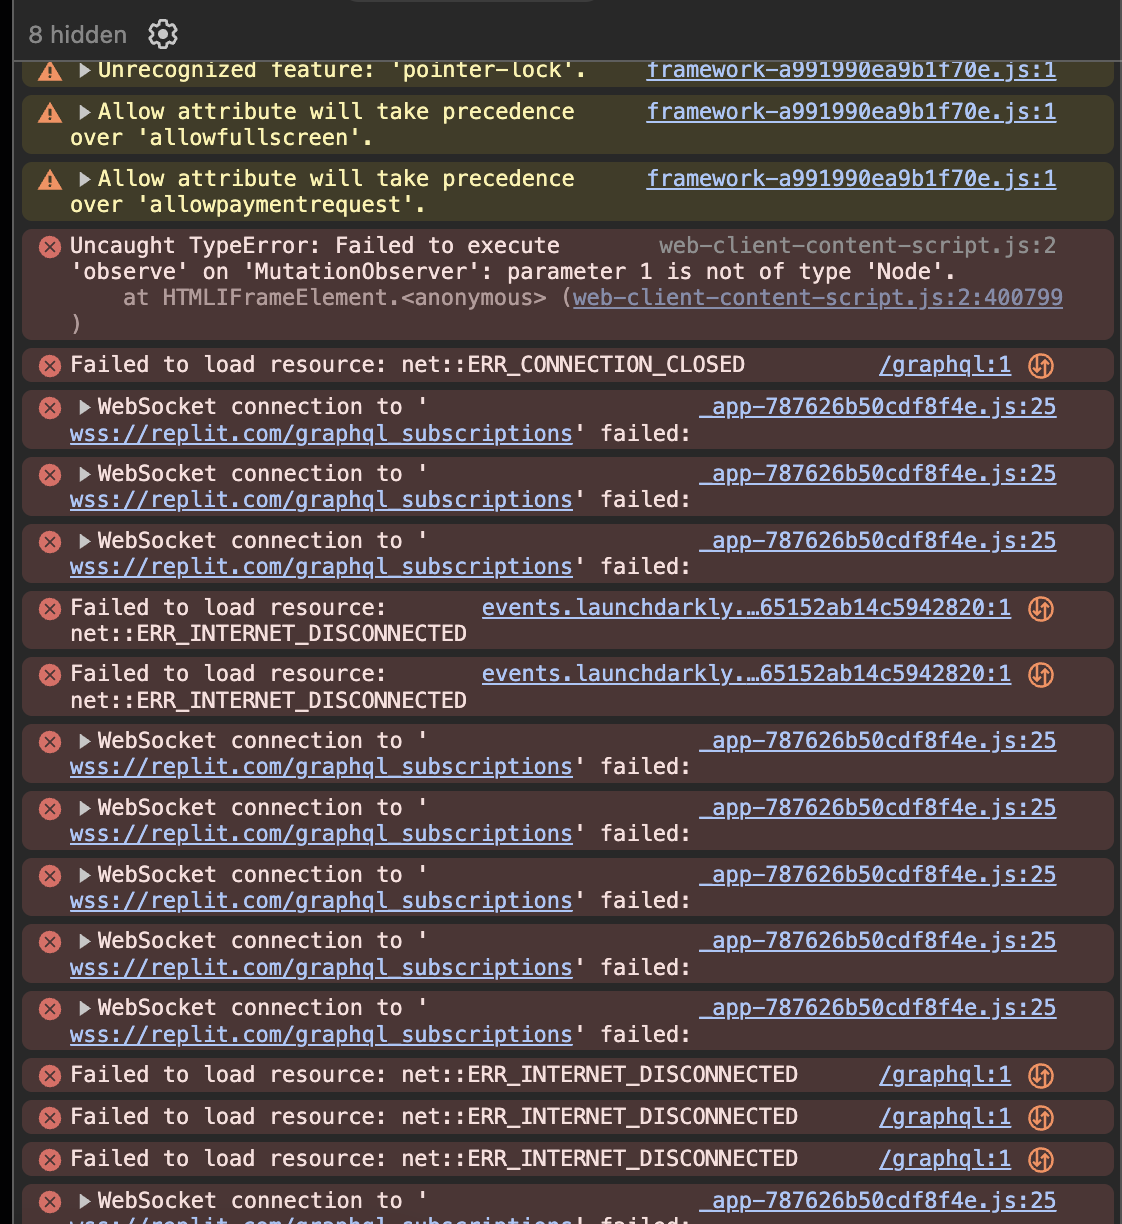 8 hidden
Unrecognized feature: 'pointer-lock'. framework-a991990ea9b1f70e.js:1
Allow attribute will take precedence framework-a991990ea9b1f70e.js:1
over 'allowfullscreen'.
Allow attribute will take precedence framework-a991990ea9b1f70e.js:1
over 'allowpaymentrequest'.
Uncaught TypeError: Failed to execute web-client-content-script.js:2
'observe' on 'MutationObserver': parameter 1 is not of type 'Node'.
at HTMLIFrameElement.<anonymous> (web-client-content-script.js:2:400799
)
Failed to load resource: net::ERR_CONNECTION_CLOSED /graphql:1
WebSocket connection to ' _app-787626b50cdf8f4e.js:25
wss://replit.com/graphql_subscriptions' failed:
WebSocket connection to ' _app-787626b50cdf8f4e.js:25
wss://replit.com/graphql_subscriptions' failed:
WebSocket connection to ' _app-787626b50cdf8f4e.js:25
wss://replit.com/graphql_subscriptions' failed:
Failed to load resource: events.launchdarkly.…65152ab14c5942820:1
net::ERR_INTERNET_DISCONNECTED
Failed to load resource: events.launchdarkly.…65152ab14c5942820:1
net::ERR_INTERNET_DISCONNECTED
WebSocket connection to ' _app-787626b50cdf8f4e.js:25
wss://replit.com/graphql_subscriptions' failed:
WebSocket connection to ' _app-787626b50cdf8f4e.js:25
wss://replit.com/graphql_subscriptions' failed:
WebSocket connection to ' _app-787626b50cdf8f4e.js:25
wss://replit.com/graphql_subscriptions' failed:
WebSocket connection to ' _app-787626b50cdf8f4e.js:25
wss://replit.com/graphql_subscriptions' failed:
WebSocket connection to ' _app-787626b50cdf8f4e.js:25
wss://replit.com/graphql_subscriptions' failed:
Failed to load resource: net::ERR_INTERNET_DISCONNECTED /graphql:1
Failed to load resource: net::ERR_INTERNET_DISCONNECTED /graphql:1
Failed to load resource: net::ERR_INTERNET_DISCONNECTED /graphql:1
WebSocket connection to ' _app-787626b50cdf8f4e.js:25